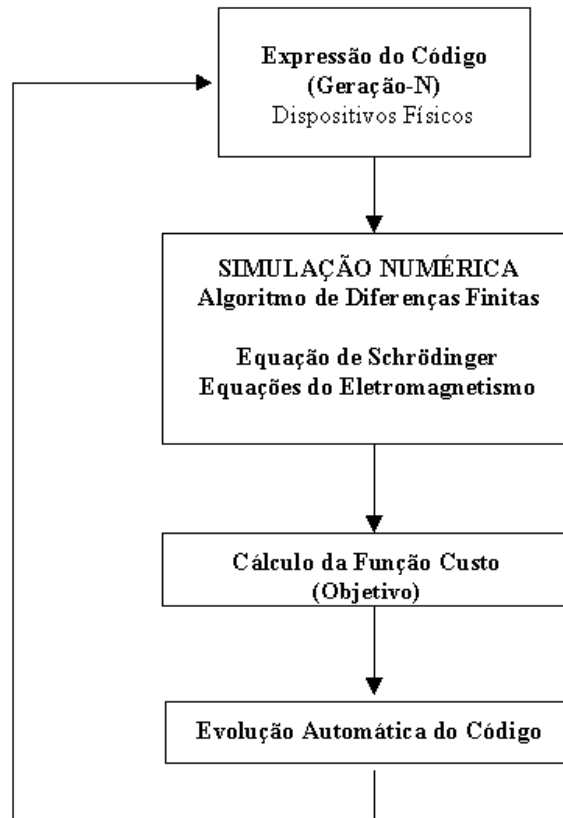 Expressão do Código
(Geração-N)
Dispositivos Físicos
SIMULAÇÃO NUMÉRICA
Algoritmo de Diferenças Finitas
Equação de Schrödinger
Equações do Eletromagnetismo
Cálculo da Função Custo
(Objetivo)
Evolução Automática do Código